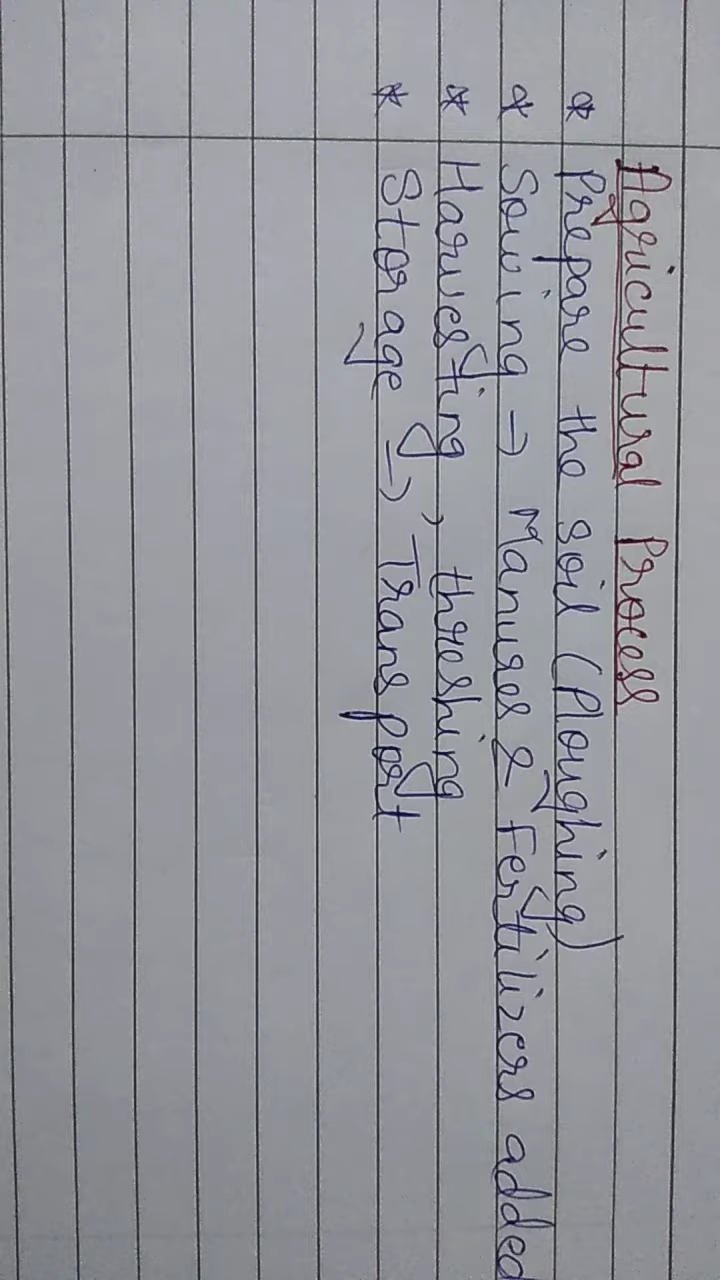 Agricultural Process
* Prepare the soil (Ploughing)
* Sowing → Manures & Fertilizers added
* Harvesting, threshing
* Storage → Transport